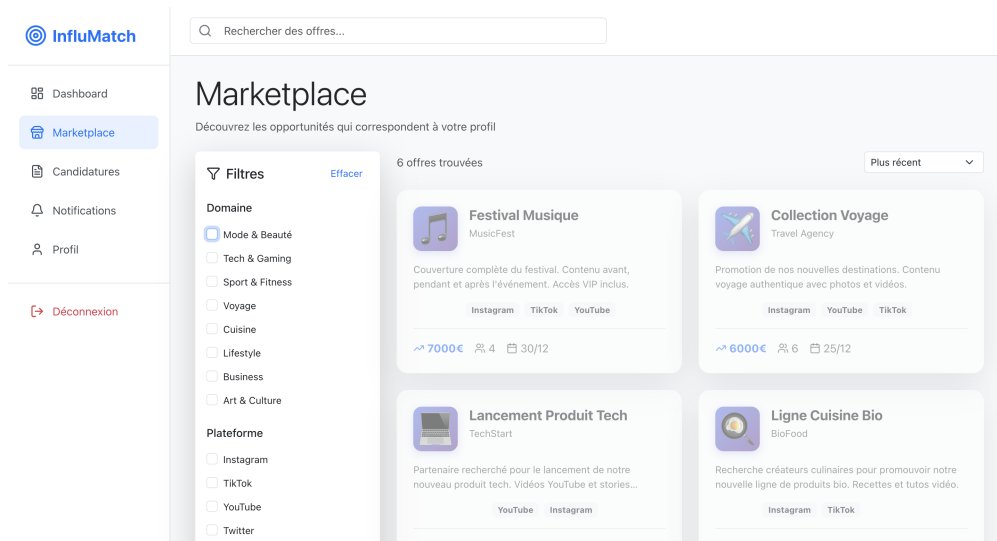 InfluMatch
Rechercher des offres...
Dashboard
Marketplace
Candidatures
Notifications
Profil
Déconnexion
Marketplace
Découvrez les opportunités qui correspondent à votre profil
Filtres
Effacer
Domaine
Mode & Beauté
Tech & Gaming
Sport & Fitness
Voyage
Cuisine
Lifestyle
Business
Art & Culture
Plateforme
Instagram
TikTok
YouTube
Twitter
6 offres trouvées
Plus récent
Festival Musique
MusicFest
Couverture complète du festival. Contenu avant,
pendant et après l'événement. Accès VIP inclus.
Instagram TikTok YouTube
7000€ 4 30/12
Collection Voyage
Travel Agency
Promotion de nos nouvelles destinations. Contenu
voyage authentique avec photos et vidéos.
Instagram YouTube TikTok
6000€ 6 25/12
Lancement Produit Tech
TechStart
Partenaire recherché pour le lancement de notre
nouveau produit tech. Vidéos YouTube et stories...
YouTube Instagram
Ligne Cuisine Bio
BioFood
Recherche créateurs culinaires pour promouvoir notre
nouvelle ligne de produits bio. Recettes et tutos vidéo.
Instagram TikTok